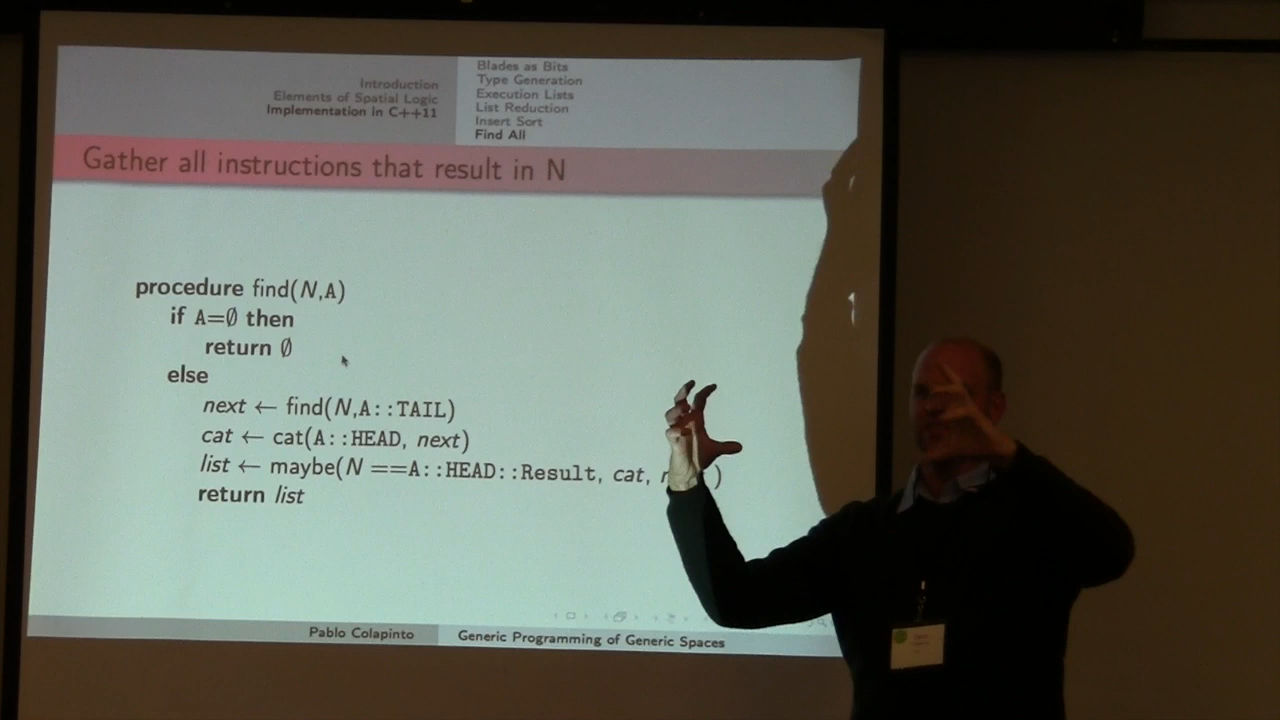 Introduction
Elements of Spatial Logic
Implementation in C++11
Blades as Bits
Type Generation
Execution Lists
List Reduction
Insert Sort
Find All
Gather all instructions that result in N
procedure find(N,A)
if A=∅ then
return ∅
else
next ← find(N,A::TAIL)
cat ← cat(A::HEAD, next)
list ← maybe(N ==A::HEAD::Result, cat, )
return list
Pablo Colapinto
Generic Programming of Generic Spaces